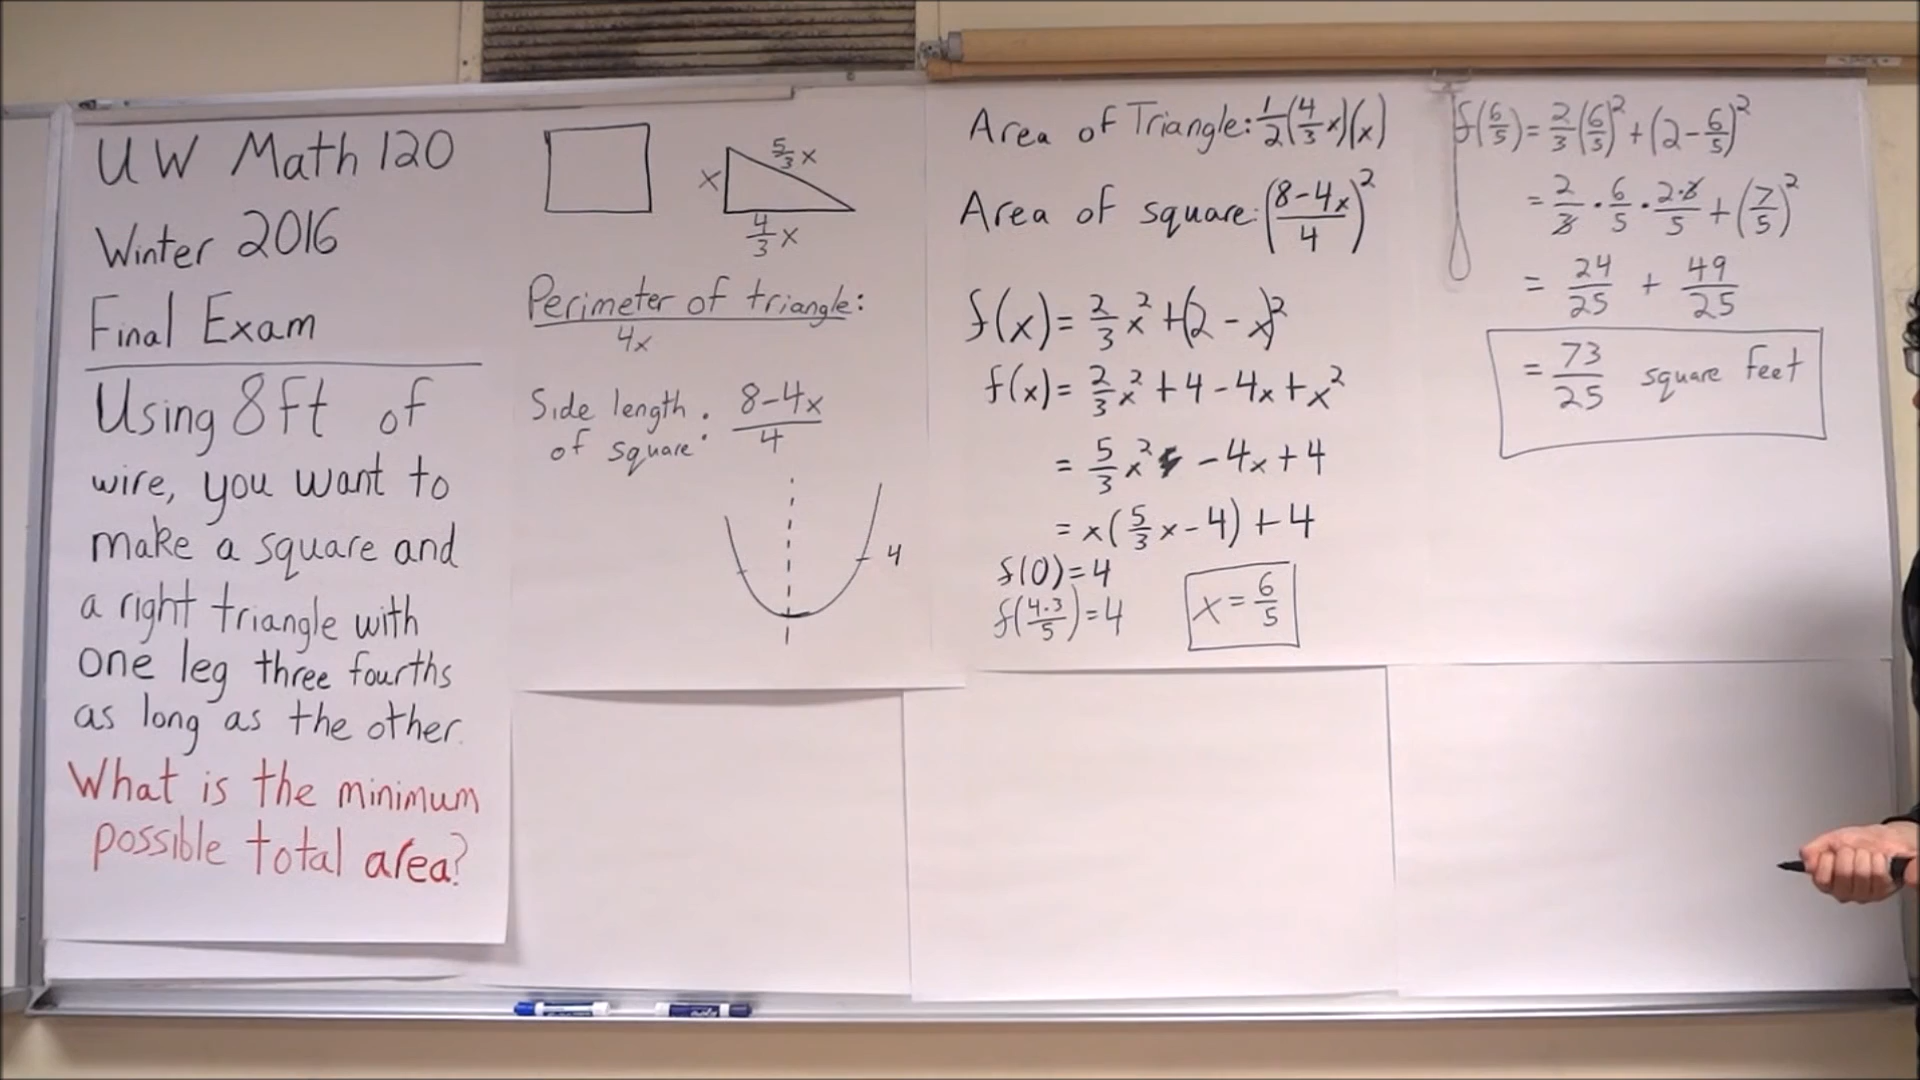 UW Math 120
Winter 2016
Final Exam
Using 8ft of
wire, you want to
make a square and
a right triangle with
one leg three fourths
as long as the other.
What is the minimum
possible total area?
x
5/3 x
4/3 x
Perimeter of triangle:
4x
Side length of square: (8-4x)/4
4
Area of Triangle: 1/2(4/3 x)(x)
Area of square: ((8-4x)/4)²
f(x) = 2/3 x² + (2 - x)²
f(x) = 2/3 x² + 4 - 4x + x²
= 5/3 x² - 4x + 4
= x(5/3 x - 4) + 4
f(0) = 4
f(4·3/5) = 4
x = 6/5
f(6/5) = 2/3(6/5)² + (2 - 6/5)²
= 2/3 · 6/5 · 2·3/5 + (7/5)²
= 24/25 + 49/25
= 73/25 square feet